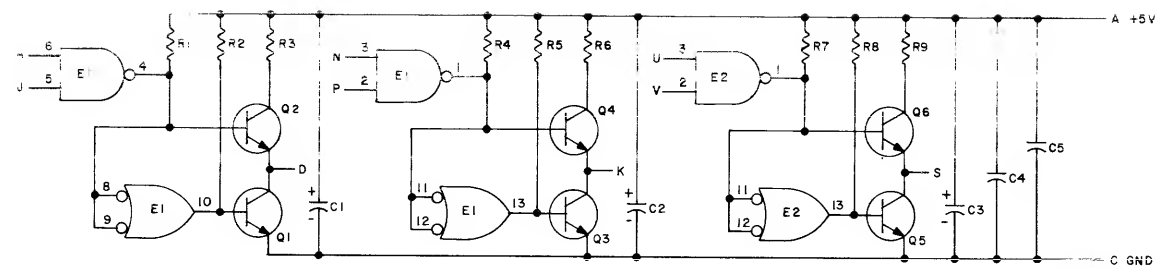 A +5V
R1
R2
R3
6
5
J
E1
4
Q2
D
8
9
E1
10
Q1
+
C1
-
R4
R5
R6
3
N
2
P
E1
1
Q4
K
11
12
E1
13
Q3
+
C2
-
R7
R8
R9
3
U
2
V
E2
1
Q6
S
11
12
E2
13
Q5
+
C3
-
C4
C5
C GND